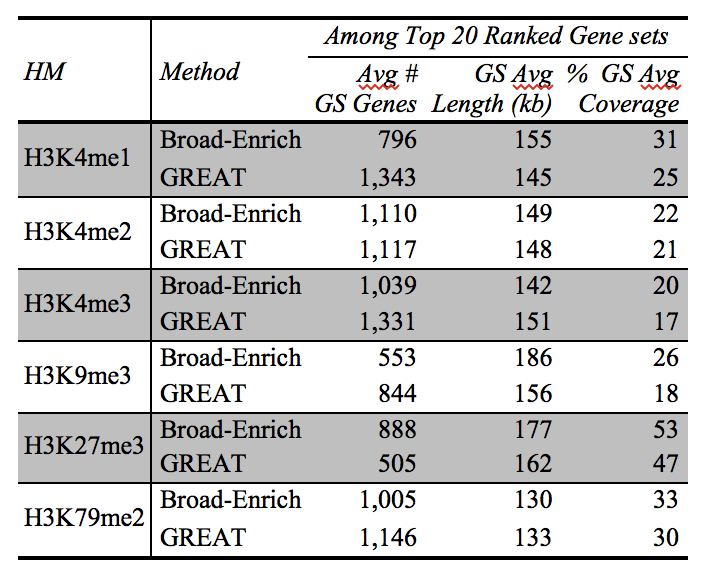 Among Top 20 Ranked Gene sets
HM Method Avg # GS Avg % GS Avg
GS Genes Length (kb) Coverage
H3K4me1 Broad-Enrich 796 155 31
GREAT 1,343 145 25
H3K4me2 Broad-Enrich 1,110 149 22
GREAT 1,117 148 21
H3K4me3 Broad-Enrich 1,039 142 20
GREAT 1,331 151 17
H3K9me3 Broad-Enrich 553 186 26
GREAT 844 156 18
H3K27me3 Broad-Enrich 888 177 53
GREAT 505 162 47
H3K79me2 Broad-Enrich 1,005 130 33
GREAT 1,146 133 30